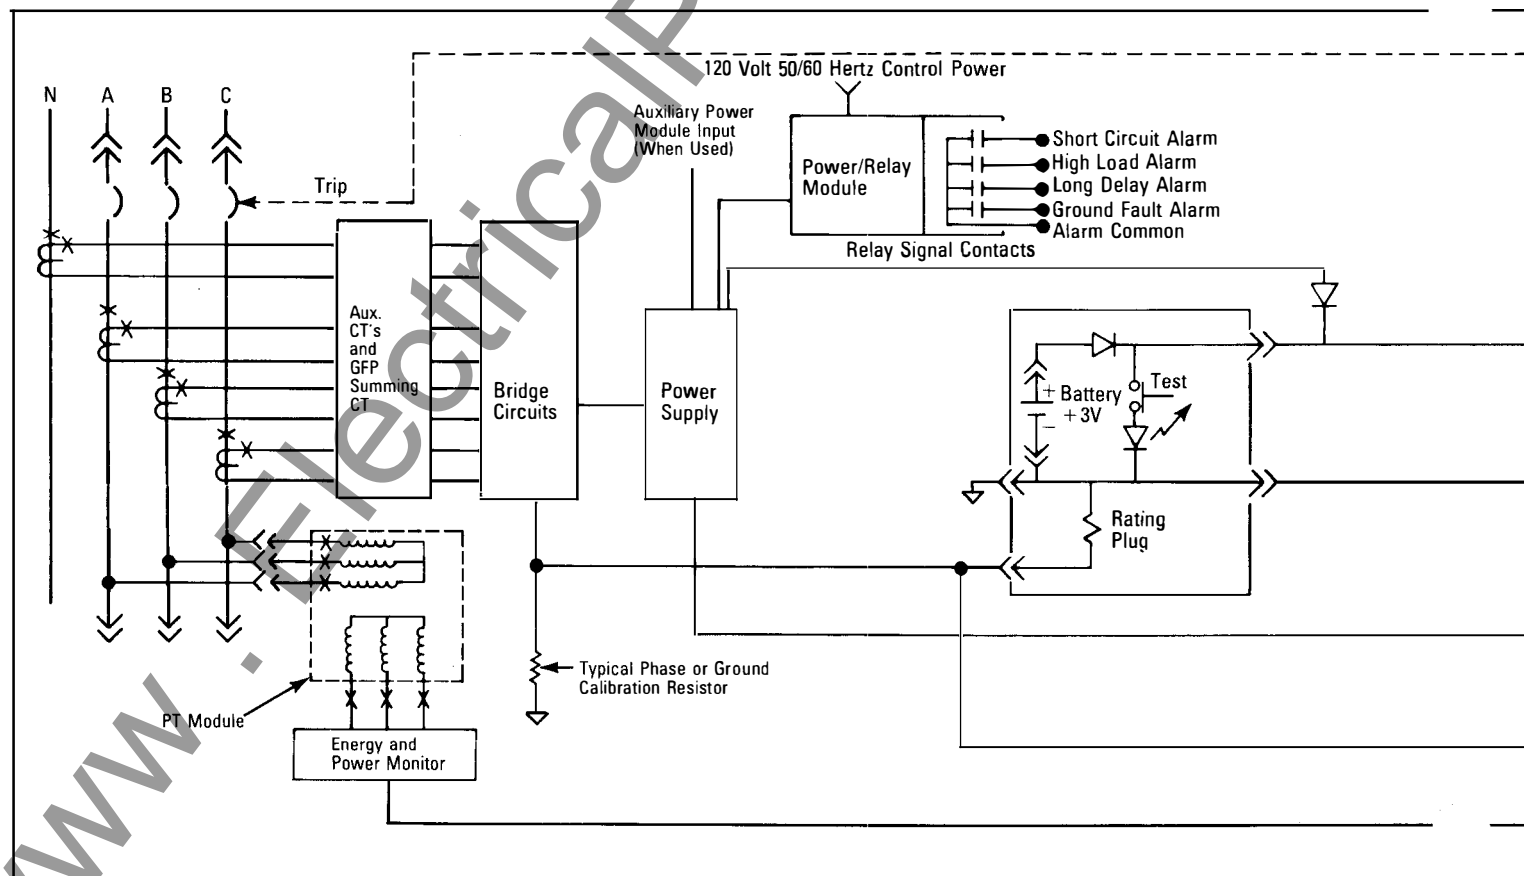 120 Volt 50/60 Hertz Control Power
N A B C
Auxiliary Power
Module Input
(When Used)
Power/Relay
Module
Short Circuit Alarm
High Load Alarm
Long Delay Alarm
Ground Fault Alarm
Alarm Common
Relay Signal Contacts
Trip
Aux.
CT's
and
GFP
Summing
CT
Bridge
Circuits
Power
Supply
+ Battery
+3V
−
Test
Rating
Plug
Typical Phase or Ground
Calibration Resistor
PT Module
Energy and
Power Monitor
www.ElectricalP